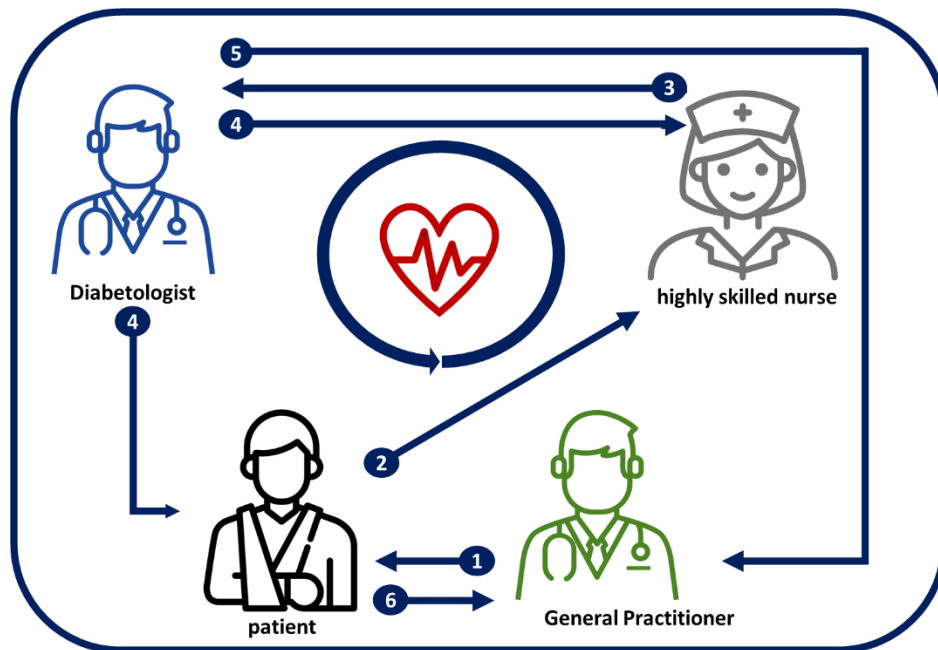 5
3
4
Diabetologist
highly skilled nurse
4
2
1
6
patient
General Practitioner